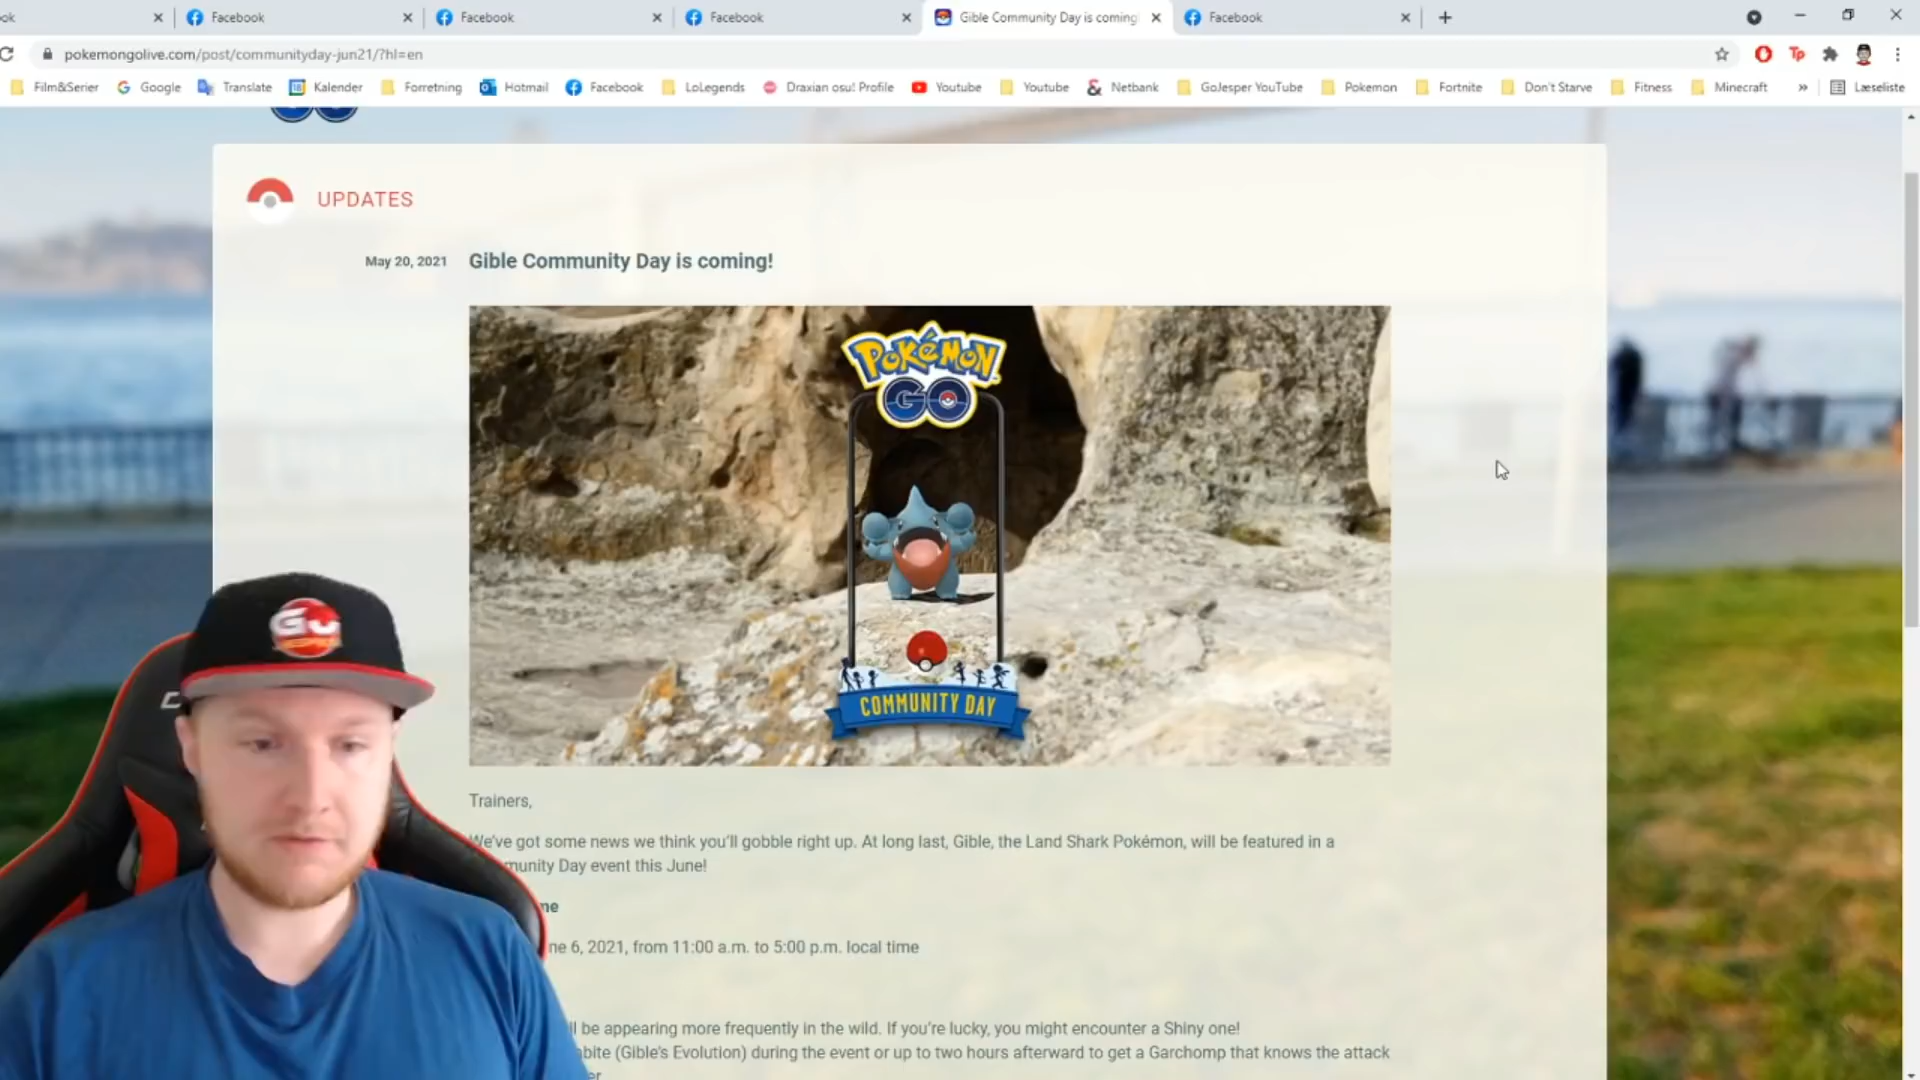 ok
Facebook
Facebook
Facebook
Gible Community Day is coming!
Facebook
pokemongolive.com/post/communityday-jun21/?hl=en
Tp
Film&Serier
Google
Translate
Kalender
Forretning
Hotmail
Facebook
LoLegends
Draxian osu! Profile
Youtube
Youtube
Netbank
GoJesper YouTube
Pokemon
Fortnite
Don't Starve
Fitness
Minecraft
»
Læseliste
UPDATES
May 20, 2021
Gible Community Day is coming!
POKéMON
GO
COMMUNITY DAY
Trainers,
We've got some news we think you'll gobble right up. At long last, Gible, the Land Shark Pokémon, will be featured in a
munity Day event this June!
me
ne 6, 2021, from 11:00 a.m. to 5:00 p.m. local time
ll be appearing more frequently in the wild. If you're lucky, you might encounter a Shiny one!
bite (Gible's Evolution) during the event or up to two hours afterward to get a Garchomp that knows the attack
er
Go